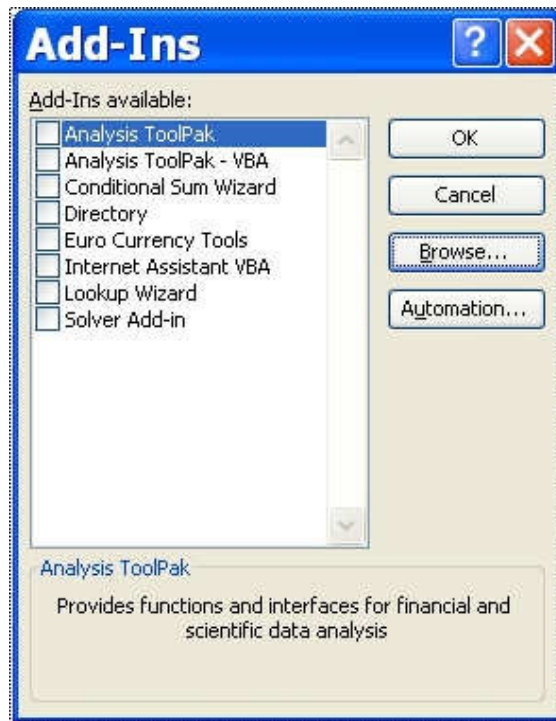 Add-Ins
?
Add-Ins available:
Analysis ToolPak
Analysis ToolPak - VBA
Conditional Sum Wizard
Directory
Euro Currency Tools
Internet Assistant VBA
Lookup Wizard
Solver Add-in
OK
Cancel
Browse...
Automation...
Analysis ToolPak
Provides functions and interfaces for financial and
scientific data analysis